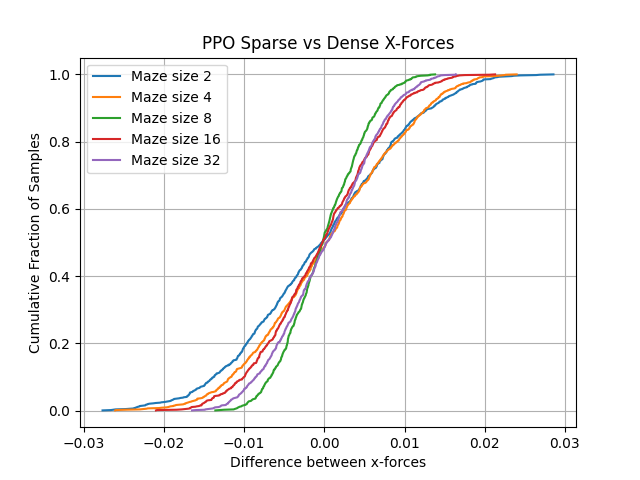 PPO Sparse vs Dense X-Forces
Cumulative Fraction of Samples
1.0
0.8
0.6
0.4
0.2
0.0
Maze size 2
Maze size 4
Maze size 8
Maze size 16
Maze size 32
−0.03 −0.02 −0.01 0.00 0.01 0.02 0.03
Difference between x-forces